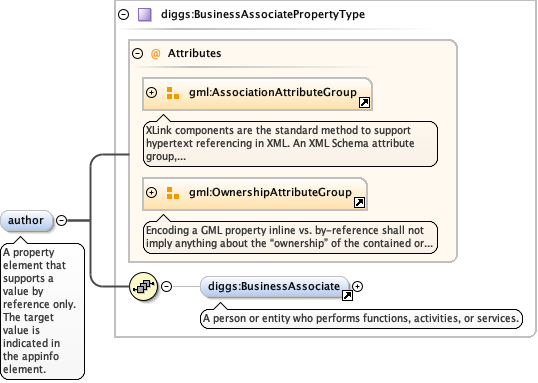 diggs:BusinessAssociatePropertyType
@ Attributes
gml:AssociationAttributeGroup
XLink components are the standard method to support
hypertext referencing in XML. An XML Schema attribute
group,...
gml:OwnershipAttributeGroup
Encoding a GML property inline vs. by-reference shall not
imply anything about the “ownership” of the contained or...
author
A property
element that
supports a
value by
reference only.
The target
value is
indicated in
the appinfo
element.
diggs:BusinessAssociate
A person or entity who performs functions, activities, or services.